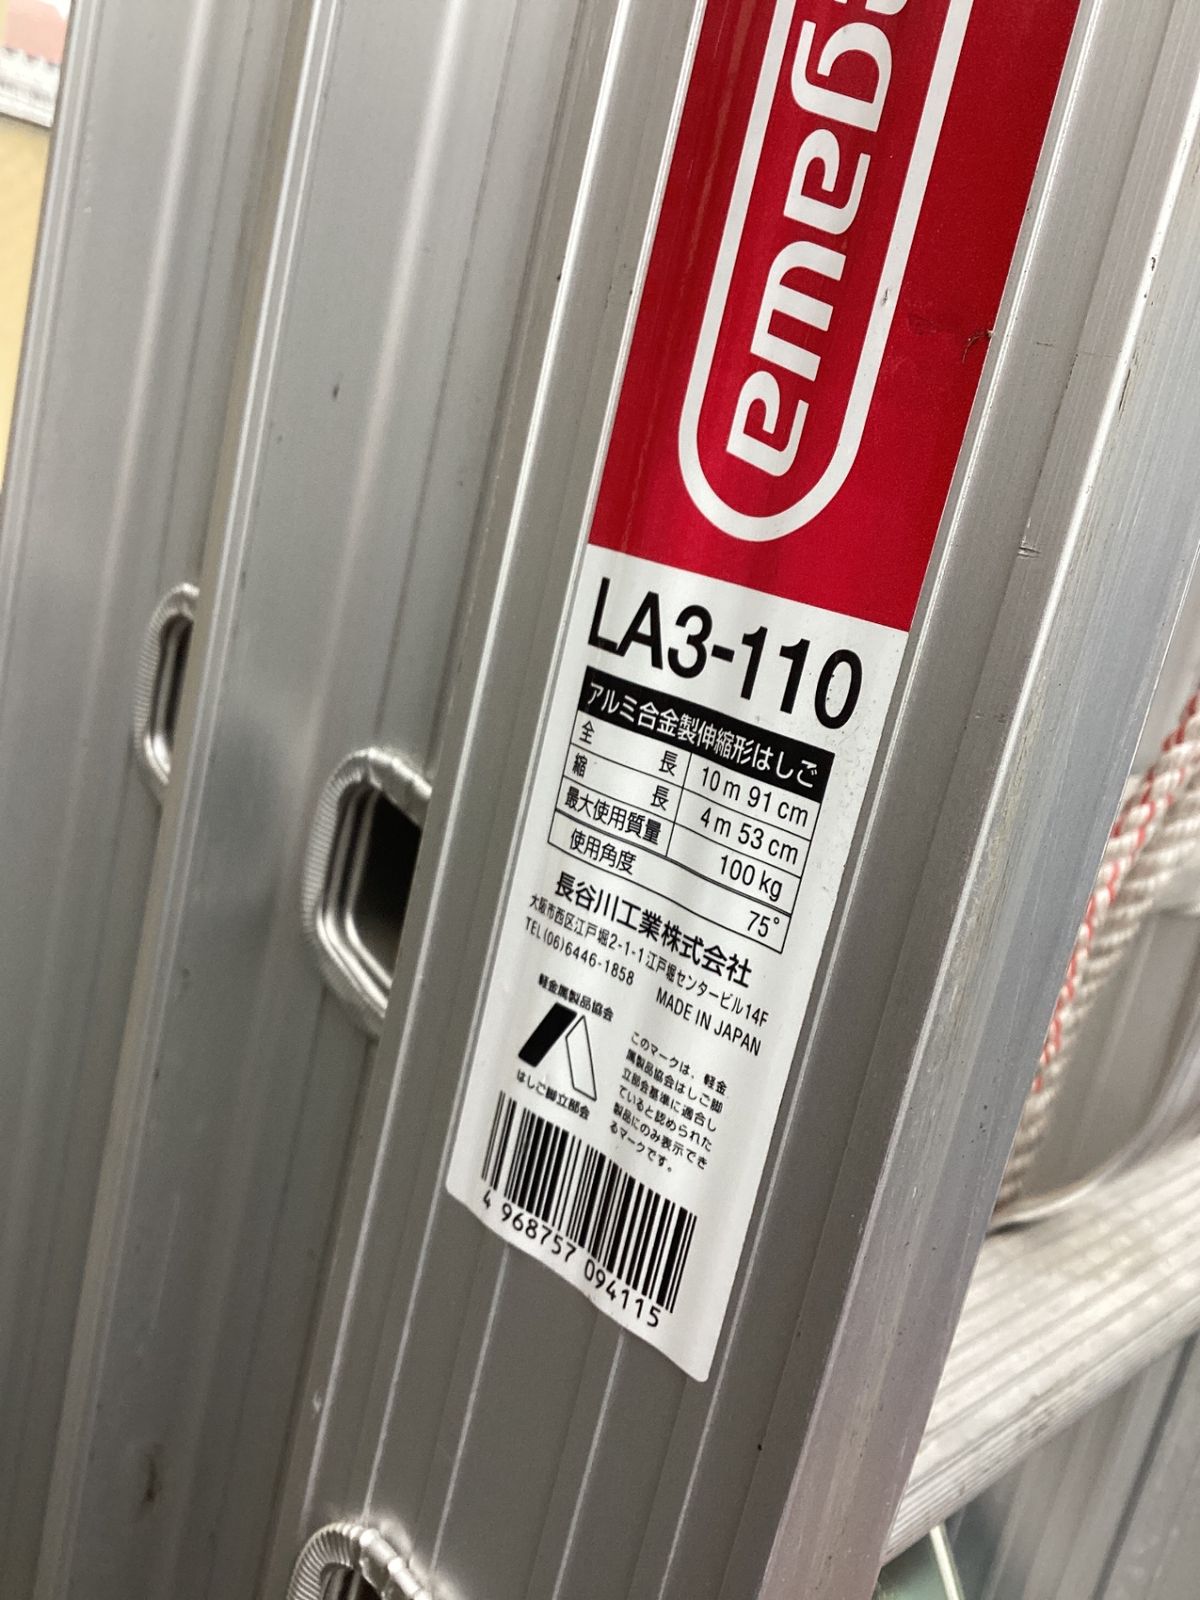 gawa
LA3-110
アルミ合金製伸縮形はしご
全長 10m 91cm
縮長 4m 53cm
最大使用質量 100kg
使用角度 75°
長谷川工業株式会社
大阪市西区江戸堀2-1-1江戸堀センタービル14F
TEL(06)6446-1858 MADE IN JAPAN
軽金属製品協会
はしご脚立部会
このマークは、軽金
属製品協会はしご脚
立部会基準に適合し
ていると認められた
製品にのみ表示でき
るマークです。
4 968757 094115